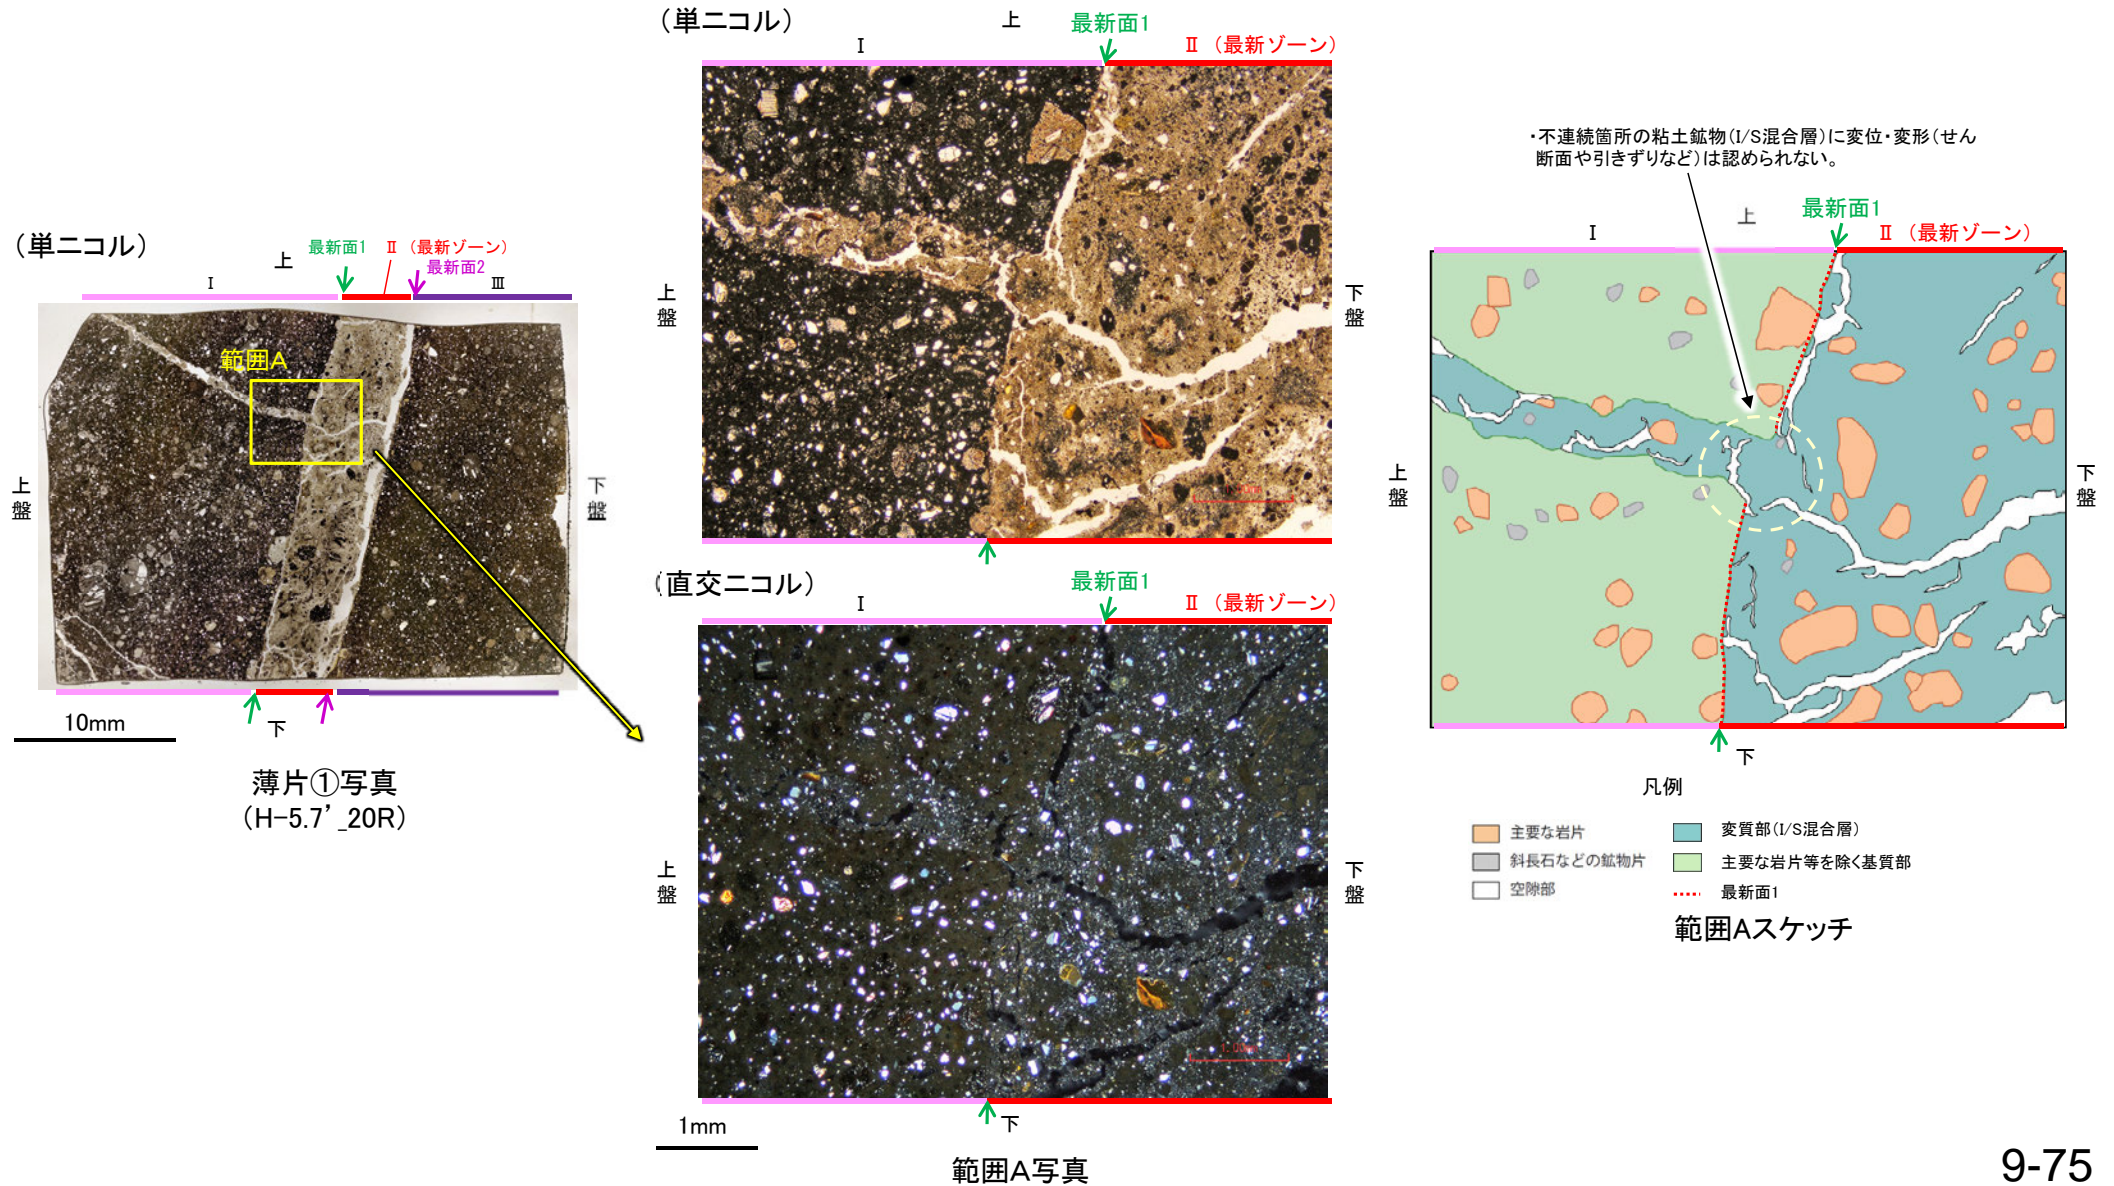 (単ニコル)
上
最新面1
Ⅱ (最新ゾーン)
最新面2
Ⅰ
Ⅲ
範囲A
上盤
下盤
下
10mm
薄片①写真
(H-5.7’_20R)
(単ニコル)
上
最新面1
Ⅰ
Ⅱ (最新ゾーン)
上盤
下盤
(直交ニコル)
最新面1
Ⅰ
Ⅱ (最新ゾーン)
上盤
下盤
1.00mm
下
1mm
範囲A写真
・不連続箇所の粘土鉱物(I/S混合層)に変位・変形(せん
断面や引きずりなど)は認められない。
上
最新面1
Ⅰ
Ⅱ (最新ゾーン)
上盤
下盤
下
凡例
主要な岩片
変質部(I/S混合層)
斜長石などの鉱物片
主要な岩片等を除く基質部
空隙部
最新面1
範囲Aスケッチ
9-75